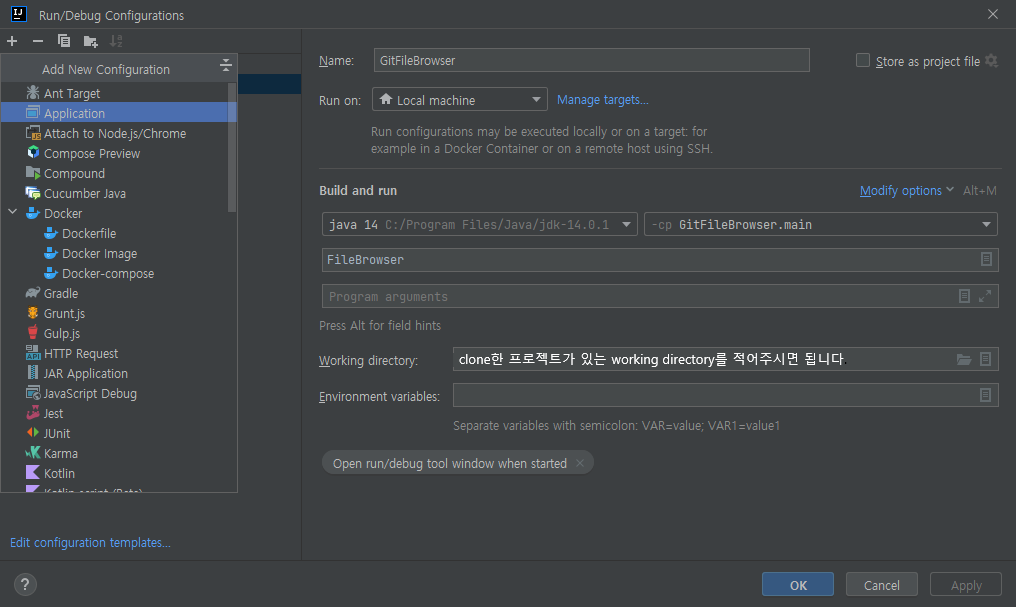 Run/Debug Configurations
Add New Configuration
Ant Target
Application
Attach to Node.js/Chrome
Compose Preview
Compound
Cucumber Java
Docker
Dockerfile
Docker Image
Docker-compose
Gradle
Grunt.js
Gulp.js
HTTP Request
JAR Application
JavaScript Debug
Jest
JUnit
Karma
Kotlin
Kotlin script (Beta)
Edit configuration templates...
Name: GitFileBrowser Store as project file
Run on: Local machine Manage targets...
Run configurations may be executed locally or on a target: for
example in a Docker Container or on a remote host using SSH.
Build and run Modify options Alt+M
java 14 C:/Program Files/Java/jdk-14.0.1 -cp GitFileBrowser.main
FileBrowser
Program arguments
Press Alt for field hints
Working directory: clone한 프로젝트가 있는 working directory를 적어주시면 됩니다.
Environment variables:
Separate variables with semicolon: VAR=value; VAR1=value1
Open run/debug tool window when started
? OK Cancel Apply